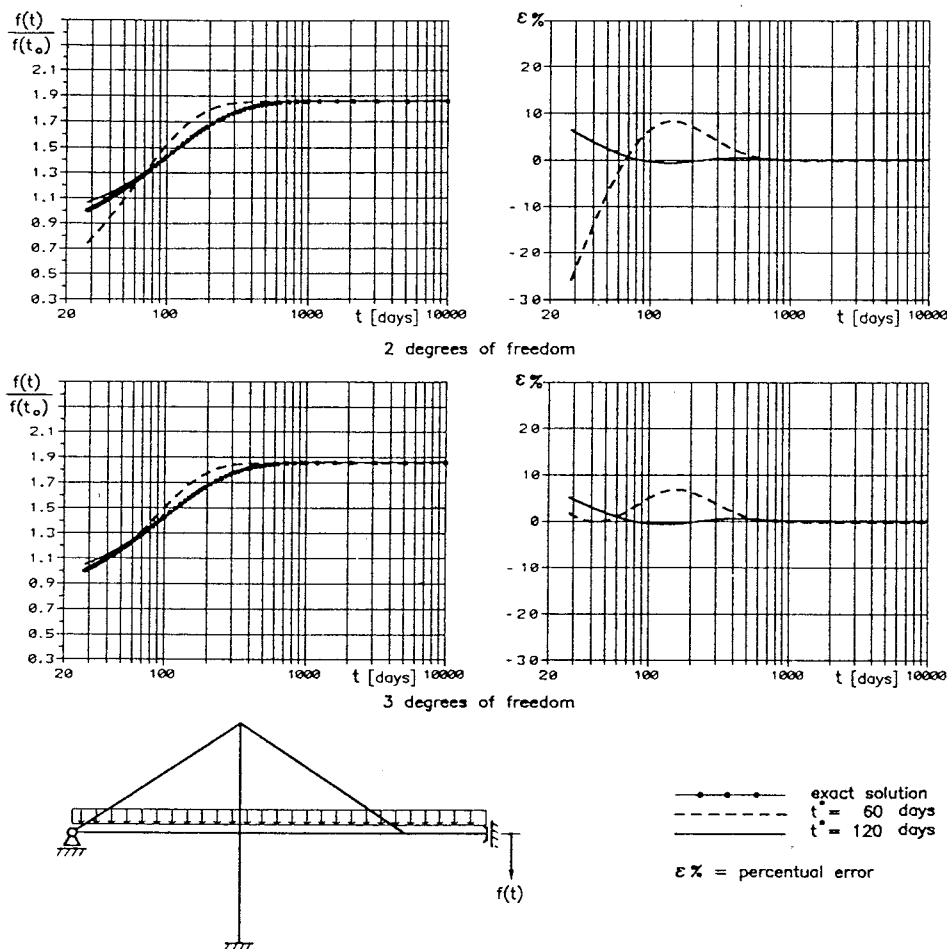 f(t)
f(t₀)
2.1
1.9
1.7
1.5
1.3
1.1
0.9
0.7
0.5
0.3
20 100 1000 10000
t [days]
ε%
20
10
0
-10
-20
-30
20 100 1000 10000
t [days]
2 degrees of freedom
f(t)
f(t₀)
2.1
1.9
1.7
1.5
1.3
1.1
0.9
0.7
0.5
0.3
20 100 1000 10000
t [days]
ε%
20
10
0
-10
-20
-30
20 100 1000 10000
t [days]
3 degrees of freedom
f(t)
exact solution
t* = 60 days
t* = 120 days
ε% = percentual error